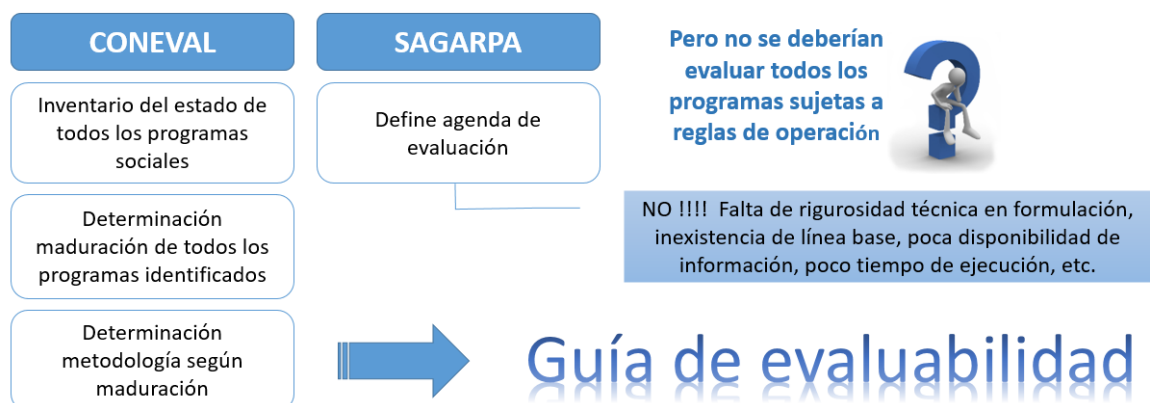 CONEVAL
Inventario del estado de
todos los programas
sociales
Determinación
maduración de todos los
programas identificados
Determinación
metodología según
maduración
SAGARPA
Define agenda de
evaluación
Pero no se deberían
evaluar todos los
programas sujetas a
reglas de operación
NO !!!! Falta de rigurosidad técnica en formulación,
inexistencia de línea base, poca disponibilidad de
información, poco tiempo de ejecución, etc.
Guía de evaluabilidad